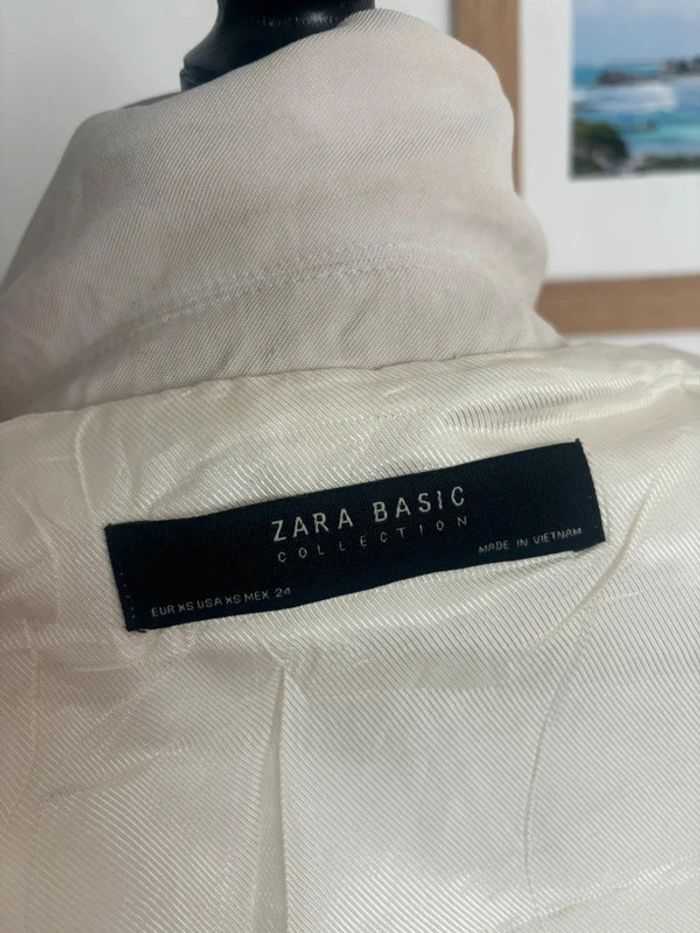 ZARA BASIC
COLLECTION
MADE IN VIETNAM
EUR XS USA XS MEX 24